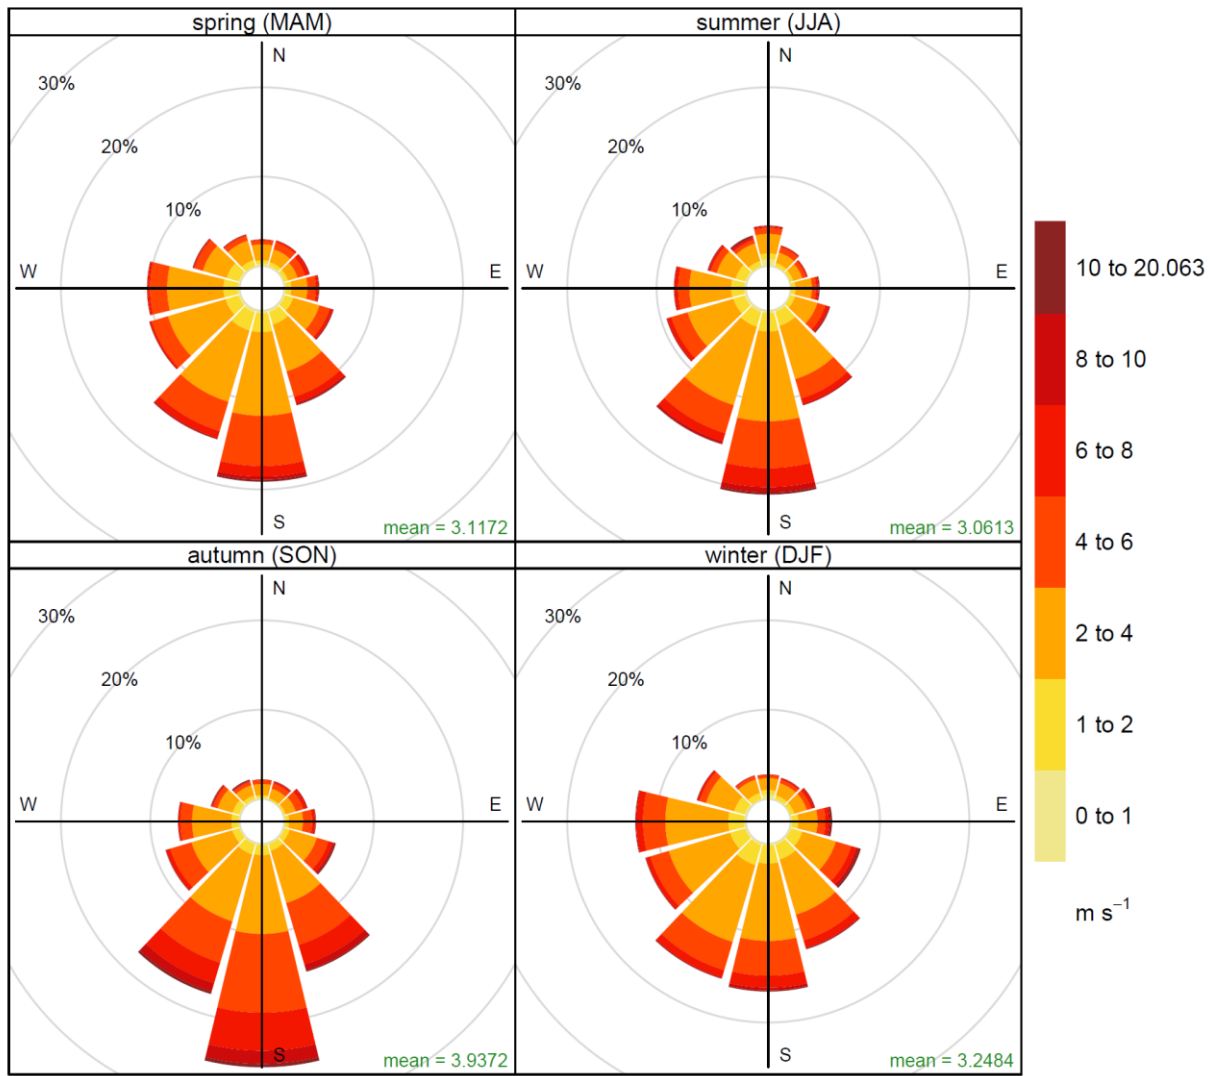 spring (MAM)
summer (JJA)
N
30%
20%
10%
W
E
S
mean = 3.1172
N
30%
20%
10%
W
E
S
mean = 3.0613
autumn (SON)
winter (DJF)
N
30%
20%
10%
W
E
S
mean = 3.9372
N
30%
20%
10%
W
E
S
mean = 3.2484
10 to 20.063
8 to 10
6 to 8
4 to 6
2 to 4
1 to 2
0 to 1
m s⁻¹